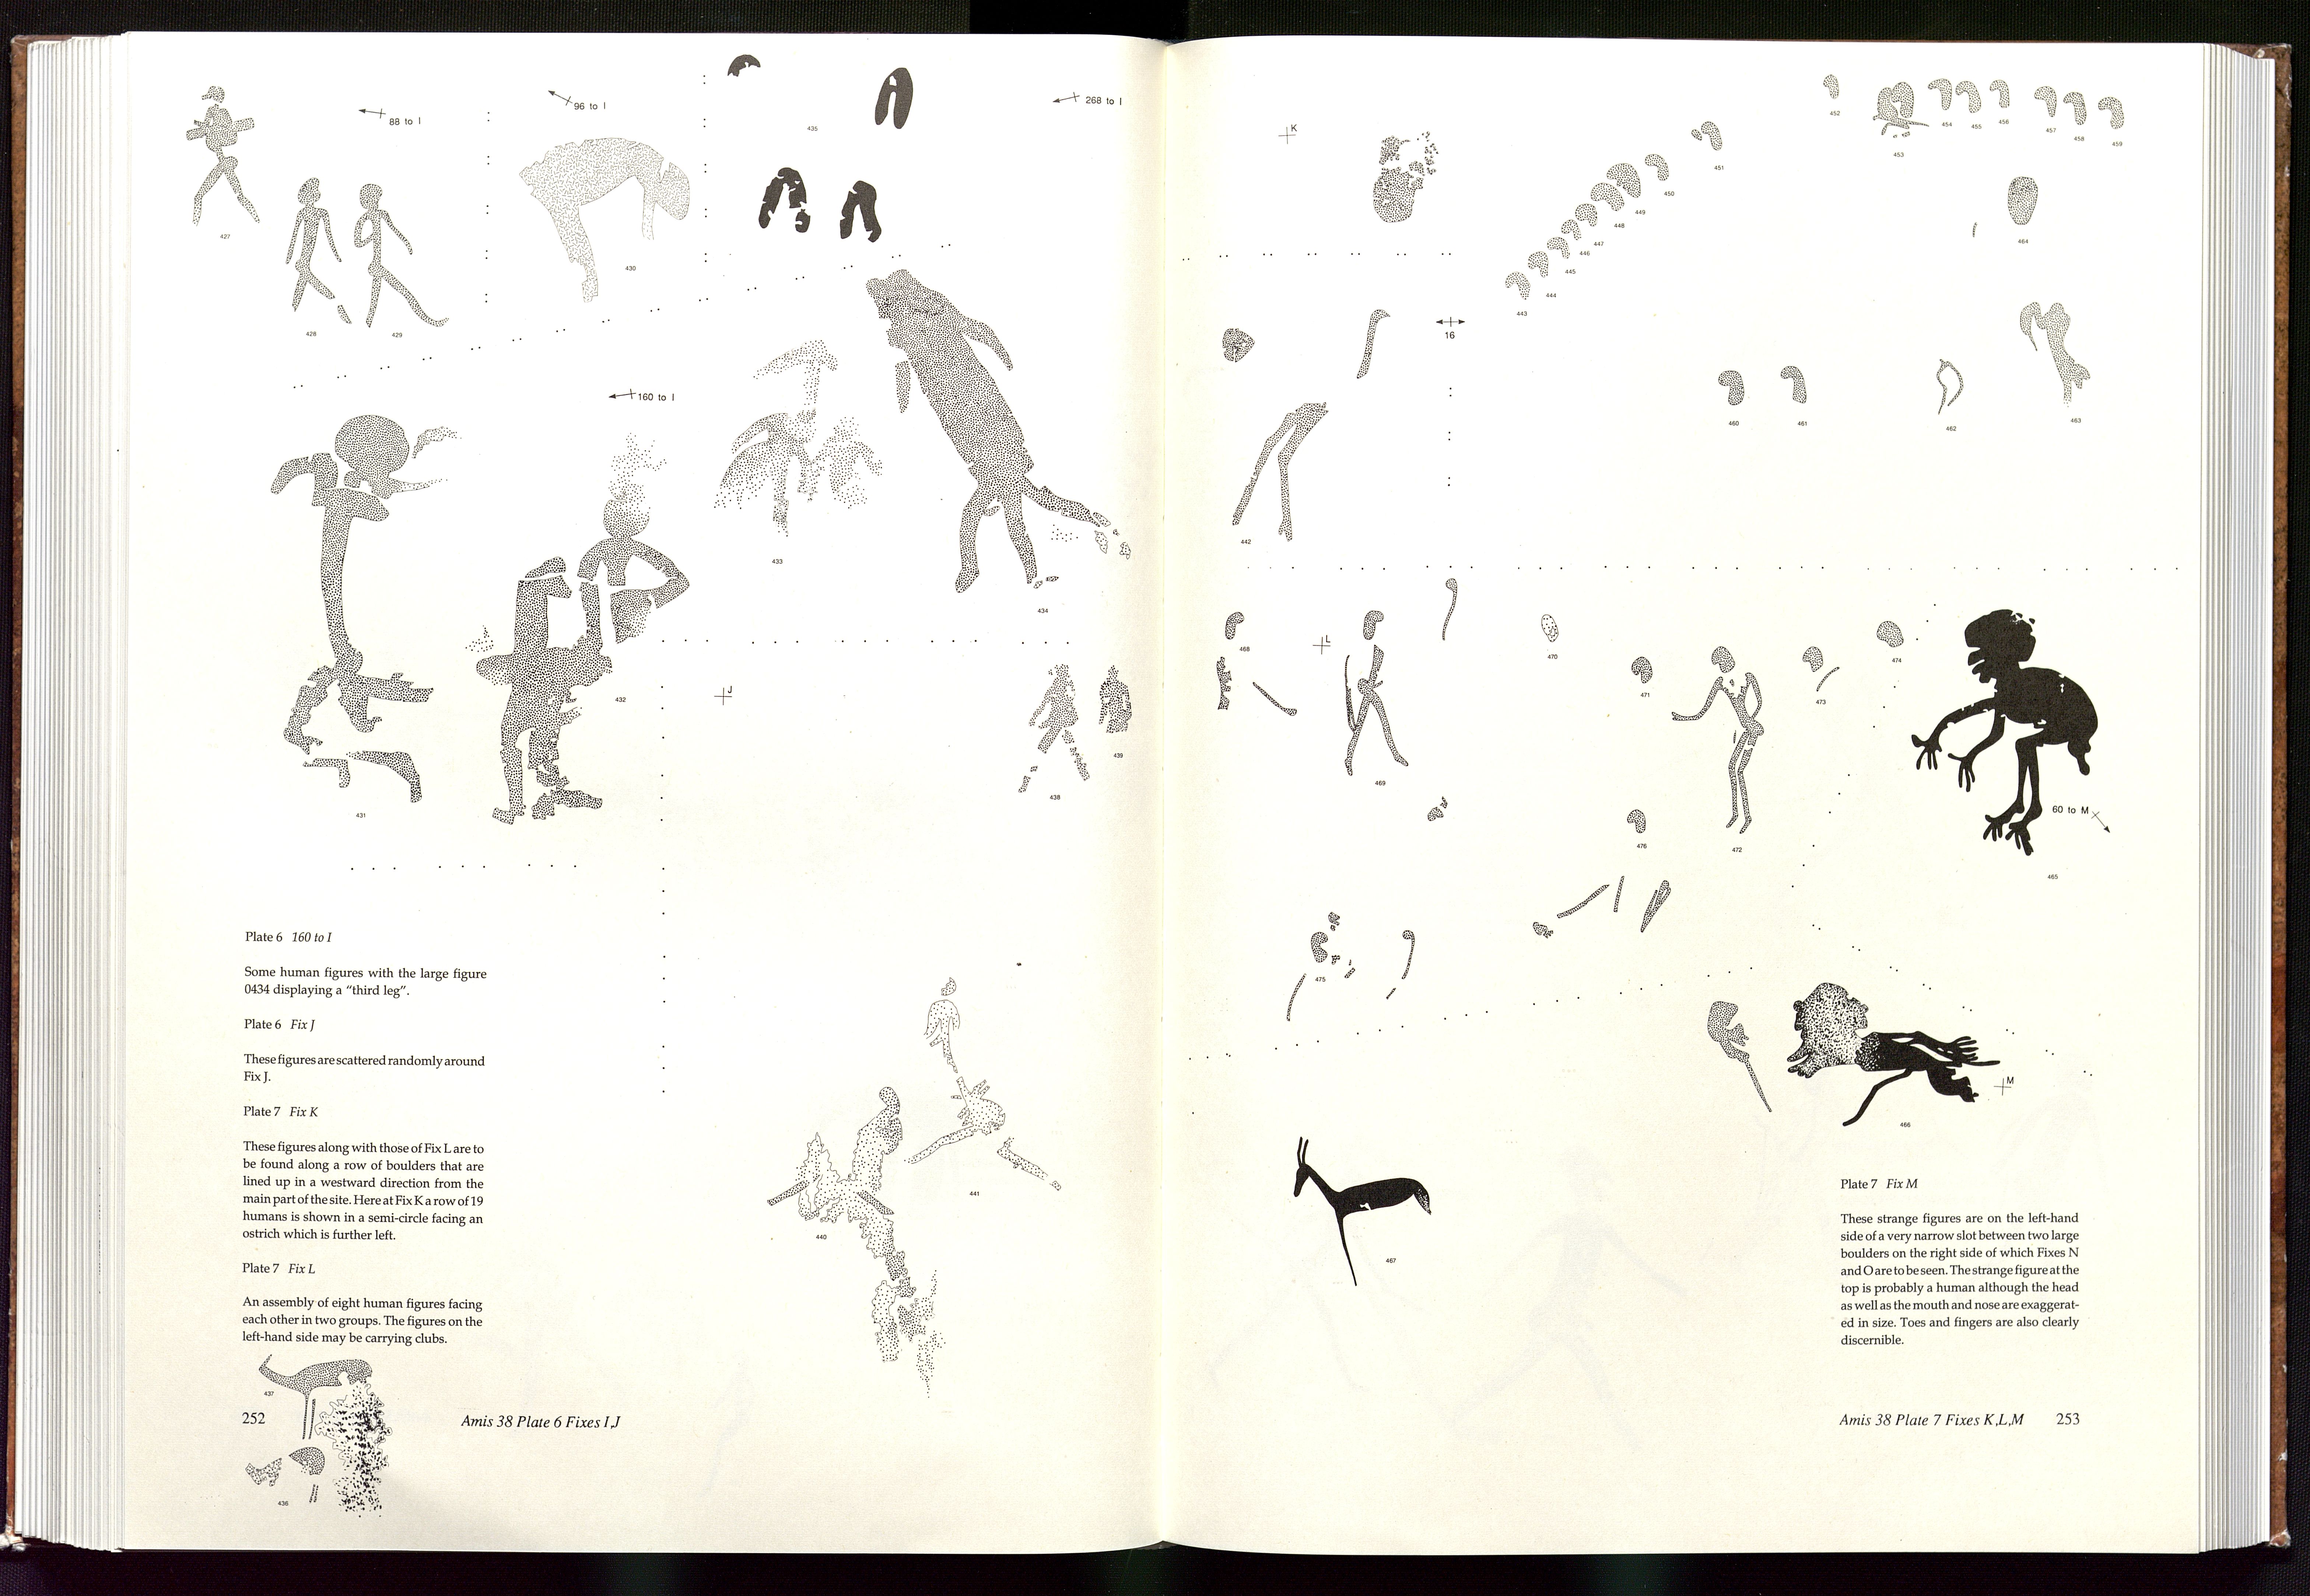 88 to I
96 to I
268 to I
435
427
428
429
430
160 to I
433
434
432
431
J
438
439
Plate 6 160 to I
Some human figures with the large figure
0434 displaying a "third leg".
Plate 6 Fix J
These figures are scattered randomly around
Fix J.
Plate 7 Fix K
These figures along with those of Fix L are to
be found along a row of boulders that are
lined up in a westward direction from the
main part of the site. Here at Fix K a row of 19
humans is shown in a semi-circle facing an
ostrich which is further left.
Plate 7 Fix L
An assembly of eight human figures facing
each other in two groups. The figures on the
left-hand side may be carrying clubs.
440
441
437
436
252 Amis 38 Plate 6 Fixes I,J
K
452
453
454
455
456
457
458
459
451
450
449
448
447
446
445
444
443
464
16
460
461
462
463
442
468
L
469
470
471
472
473
474
476
475
60 to M
465
M
466
467
Plate 7 Fix M
These strange figures are on the left-hand
side of a very narrow slot between two large
boulders on the right side of which Fixes N
and O are to be seen. The strange figure at the
top is probably a human although the head
as well as the mouth and nose are exaggerat-
ed in size. Toes and fingers are also clearly
discernible.
Amis 38 Plate 7 Fixes K,L,M 253